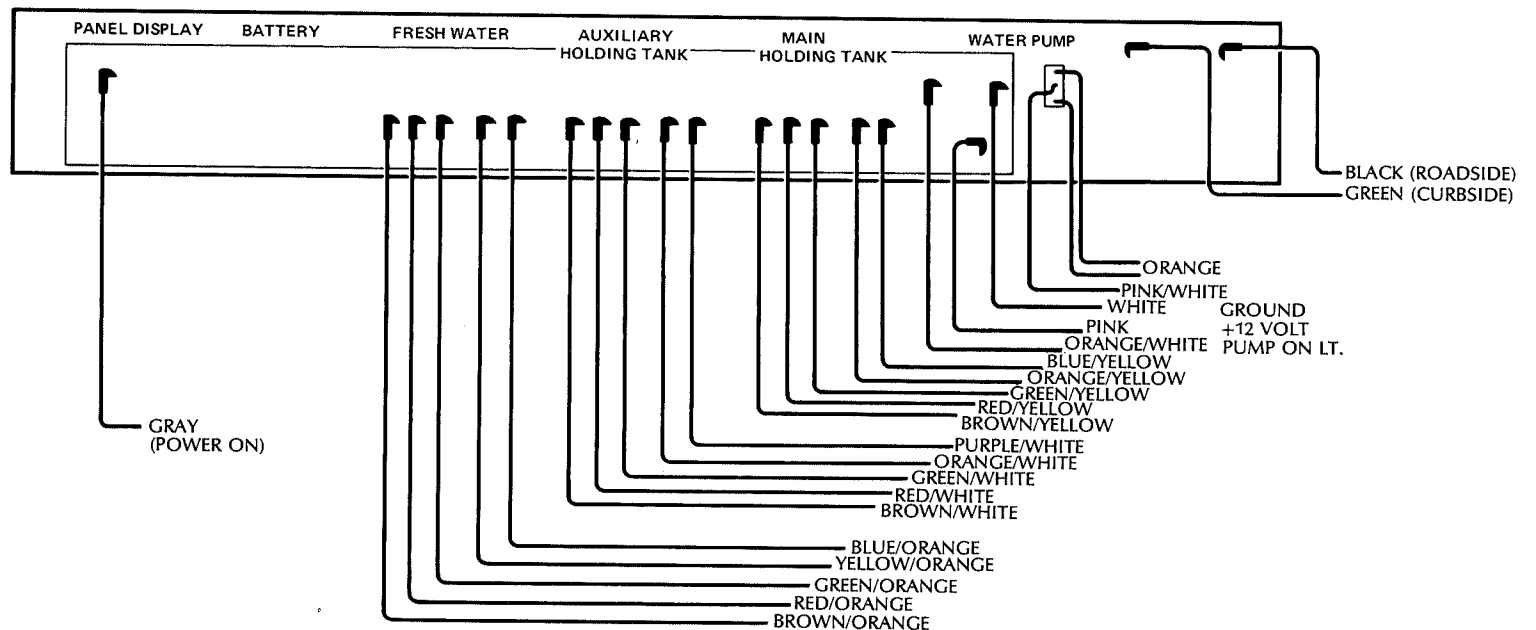 PANEL DISPLAY
BATTERY
FRESH WATER
AUXILIARY
HOLDING TANK
MAIN
HOLDING TANK
WATER PUMP
BLACK (ROADSIDE)
GREEN (CURBSIDE)
ORANGE
PINK/WHITE
WHITE GROUND
PINK +12 VOLT
ORANGE/WHITE PUMP ON LT.
BLUE/YELLOW
ORANGE/YELLOW
GREEN/YELLOW
RED/YELLOW
BROWN/YELLOW
GRAY
(POWER ON)
PURPLE/WHITE
ORANGE/WHITE
GREEN/WHITE
RED/WHITE
BROWN/WHITE
BLUE/ORANGE
YELLOW/ORANGE
GREEN/ORANGE
RED/ORANGE
BROWN/ORANGE